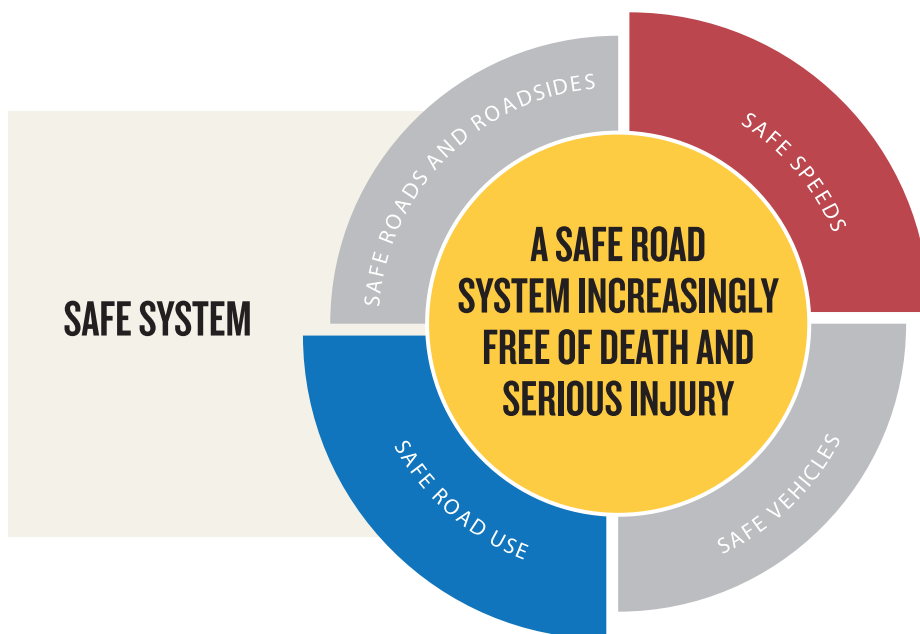 SAFE SYSTEM
SAFE ROADS AND ROADSIDES
SAFE SPEEDS
A SAFE ROAD
SYSTEM INCREASINGLY
FREE OF DEATH AND
SERIOUS INJURY
SAFE ROAD USE
SAFE VEHICLES